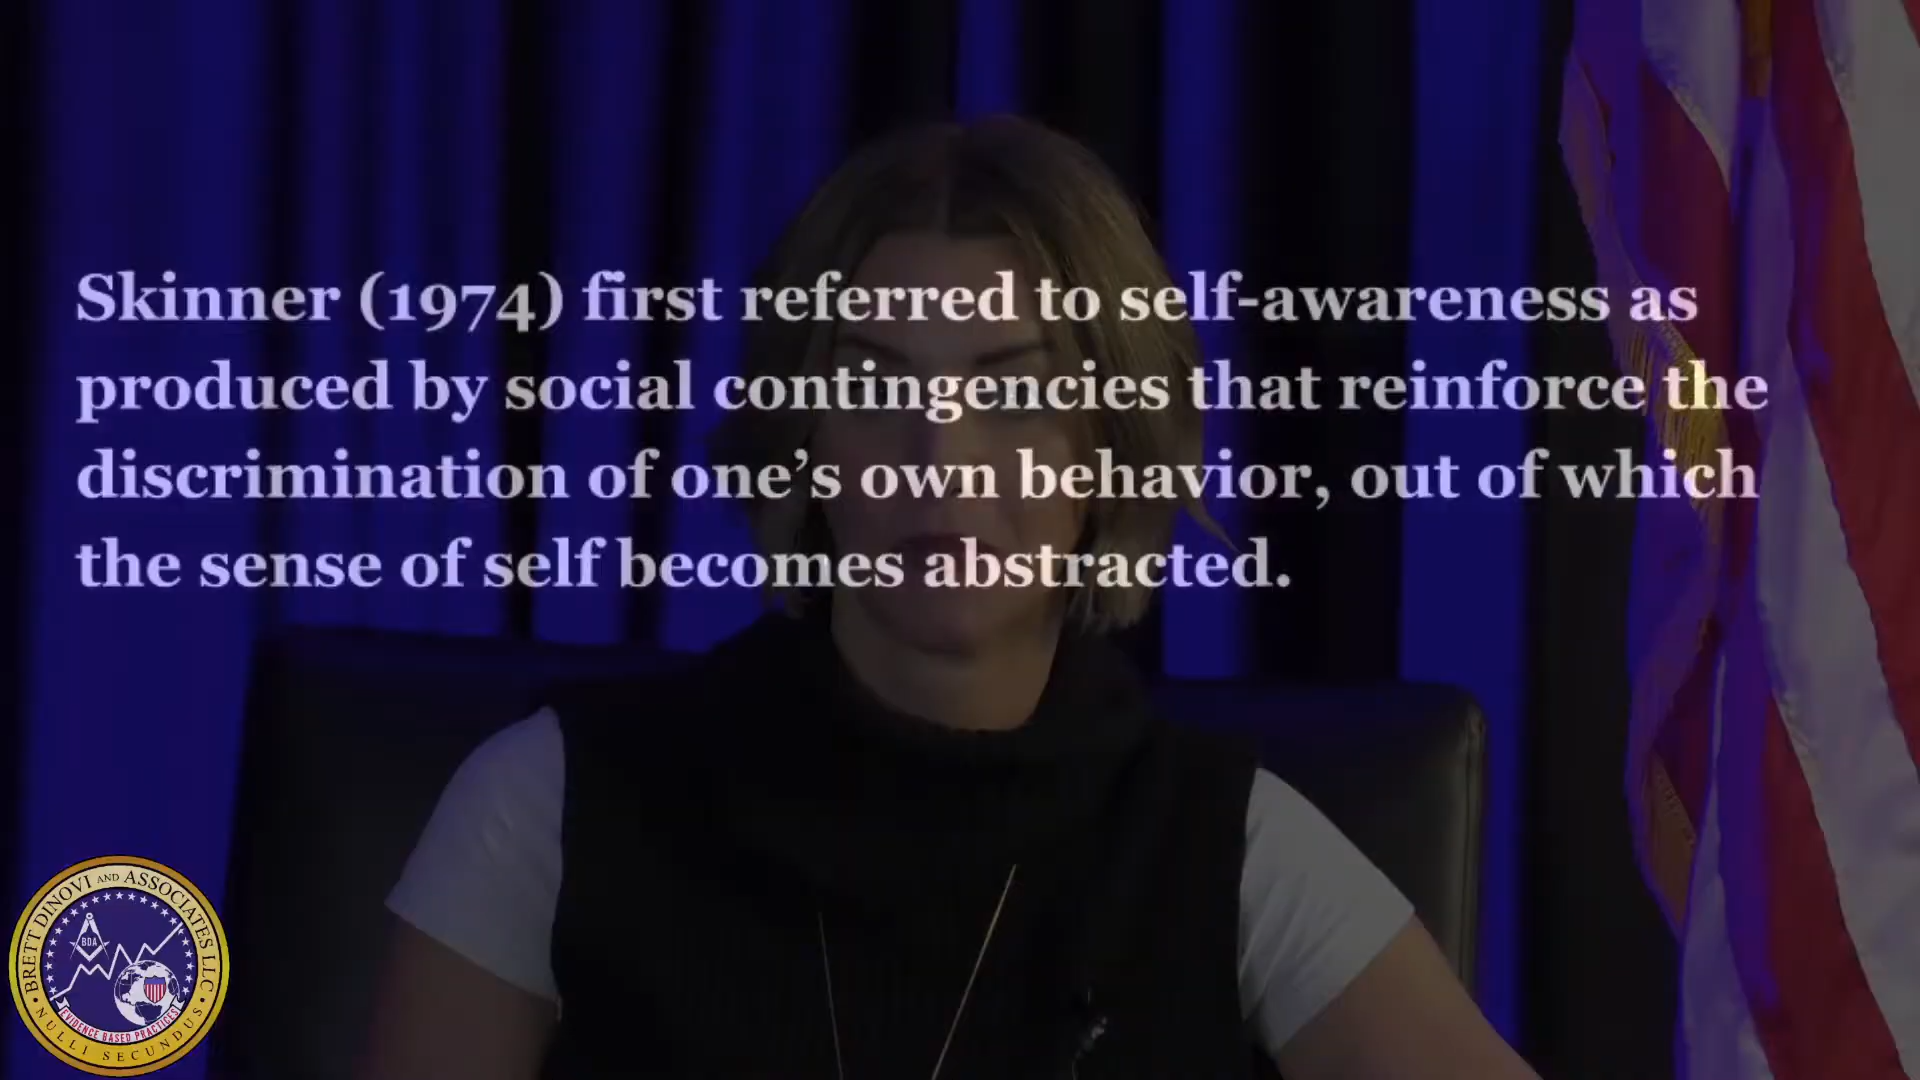 Skinner (1974) first referred to self-awareness as
produced by social contingencies that reinforce the
discrimination of one’s own behavior, out of which
the sense of self becomes abstracted.
BRETT DINOVI AND ASSOCIATES LLC
BDA
EVIDENCE BASED PRACTICES
NULLI SECUNDUS